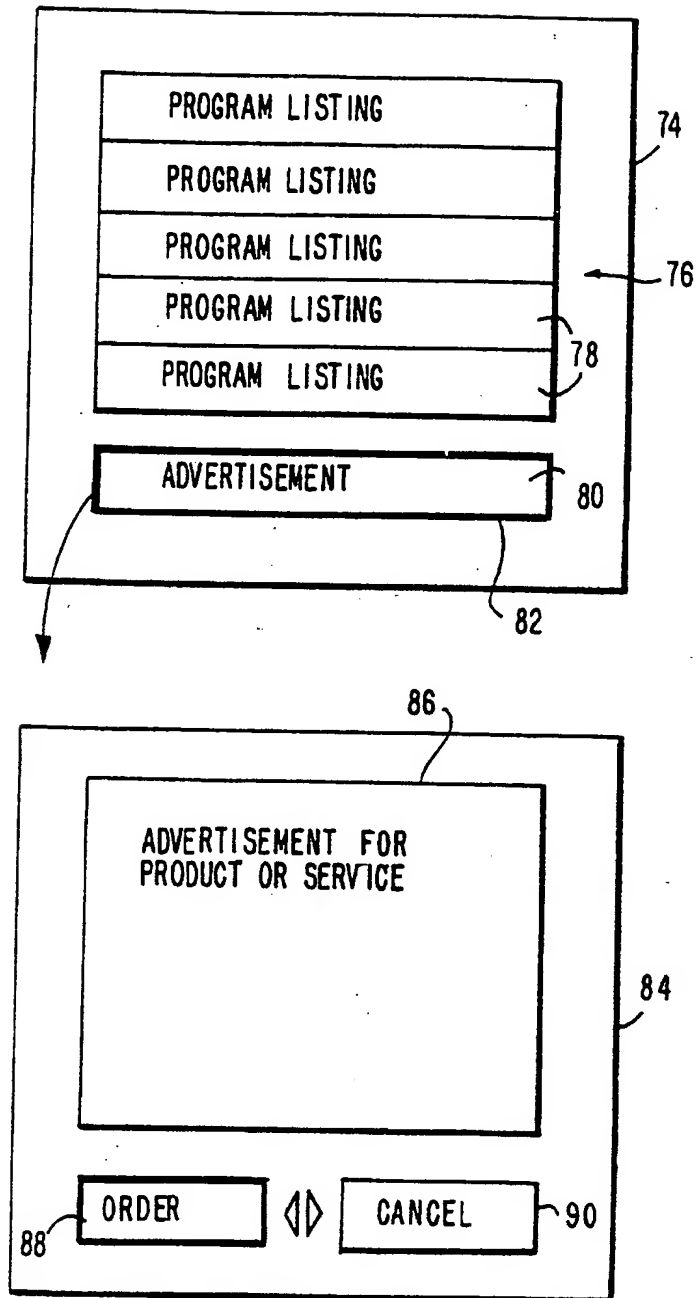 PROGRAM LISTING
74
PROGRAM LISTING
PROGRAM LISTING
76
PROGRAM LISTING
78
PROGRAM LISTING
ADVERTISEMENT
80
82
86
ADVERTISEMENT FOR
PRODUCT OR SERVICE
84
ORDER
CANCEL
88
90